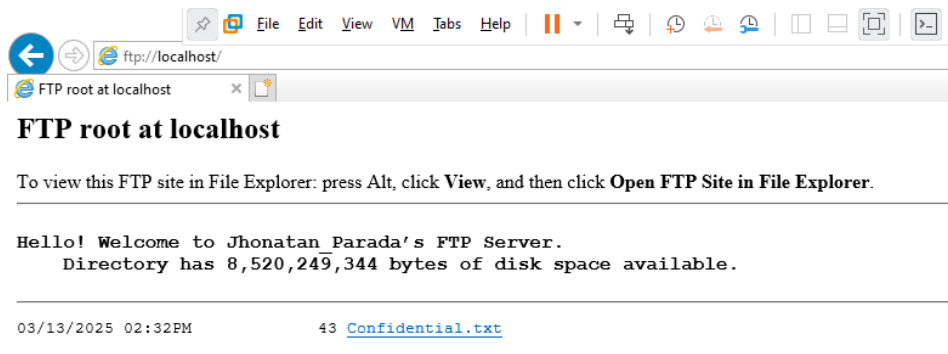 File Edit View VM Tabs Help
ftp://localhost/
FTP root at localhost
FTP root at localhost
To view this FTP site in File Explorer: press Alt, click View, and then click Open FTP Site in File Explorer.
Hello! Welcome to Jhonatan_Parada's FTP Server.
Directory has 8,520,249,344 bytes of disk space available.
03/13/2025 02:32PM 43 Confidential.txt